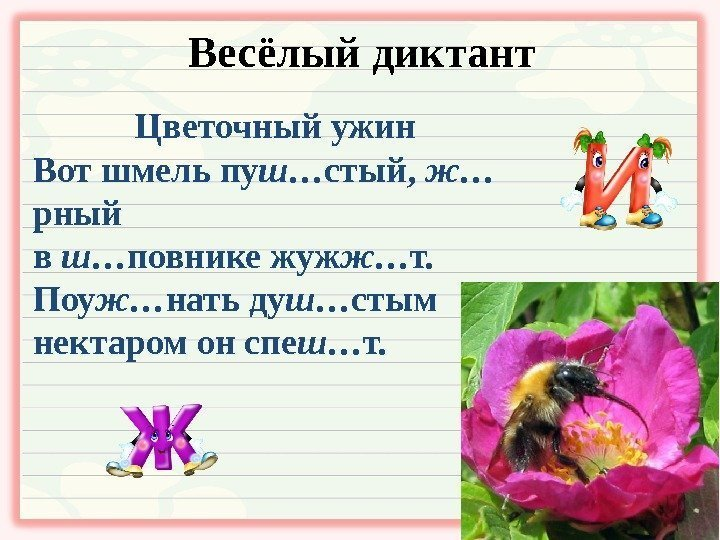 Весёлый диктант
Цветочный ужин
Вот шмель пуш…стый, ж…
рный
в ш…повнике жужж…т.
Поуж…нать душ…стым
нектаром он спеш…т.
И
Ж